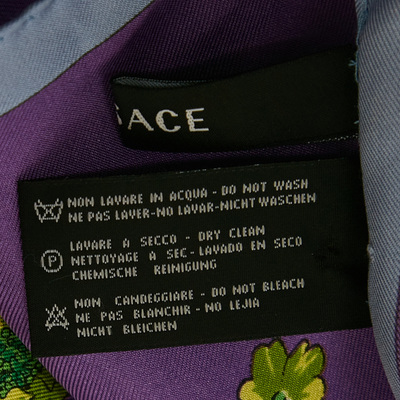 NON LAVARE IN ACQUA - DO NOT WASH
NE PAS LAVER-NO LAVAR-NICHT WASCHEN
P
LAVARE A SECCO - DRY CLEAN
NETTOYAGE A SEC - LAVADO EN SECO
CHEMISCHE REINIGUNG
NON CANDEGGIARE - DO NOT BLEACH
NE PAS BLANCHIR - NO LEJIA
NICHT BLEICHEN